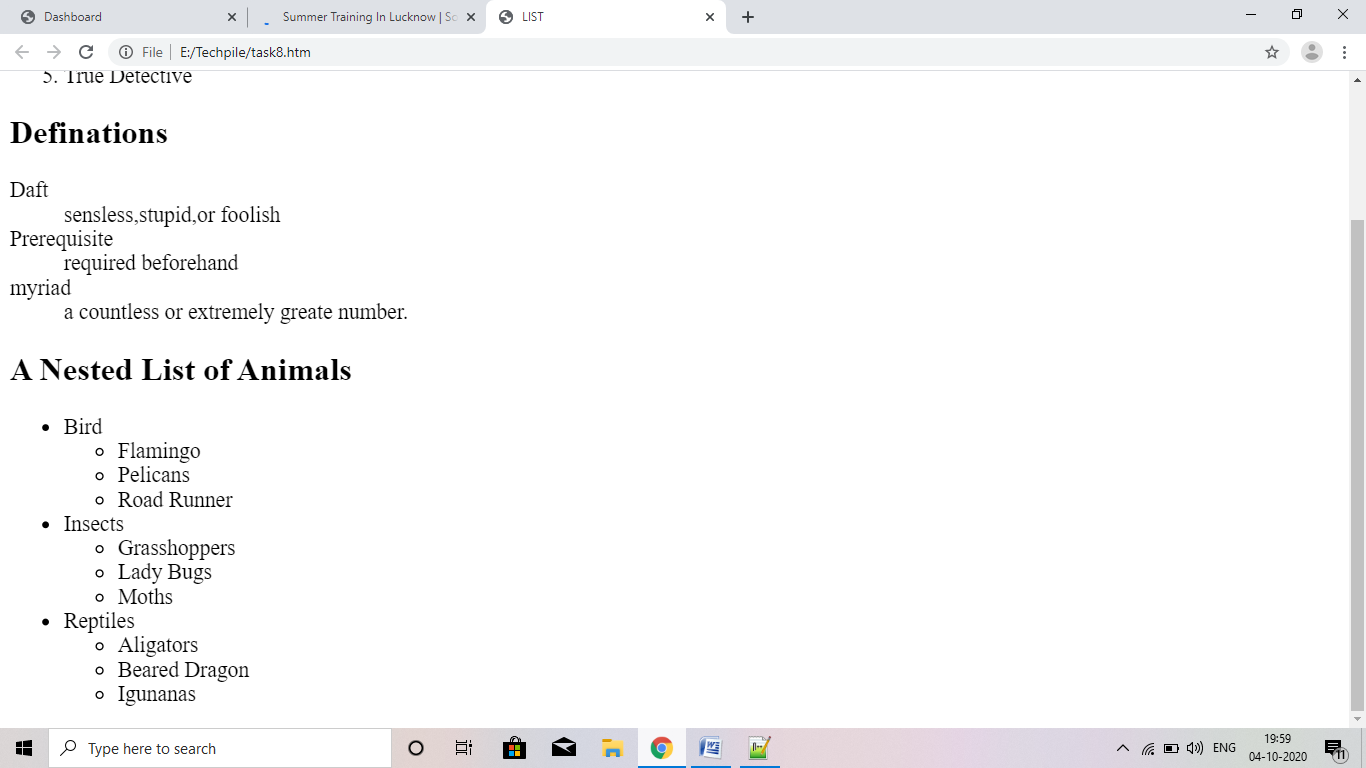 Dashboard
Summer Training In Lucknow | Sc
LIST
File
E:/Techpile/task8.htm
5. True Detective
Definations
Daft
sensless,stupid,or foolish
Prerequisite
required beforehand
myriad
a countless or extremely greate number.
A Nested List of Animals
Bird
Flamingo
Pelicans
Road Runner
Insects
Grasshoppers
Lady Bugs
Moths
Reptiles
Aligators
Beared Dragon
Igunanas
Type here to search
ENG
19:59
04-10-2020
11